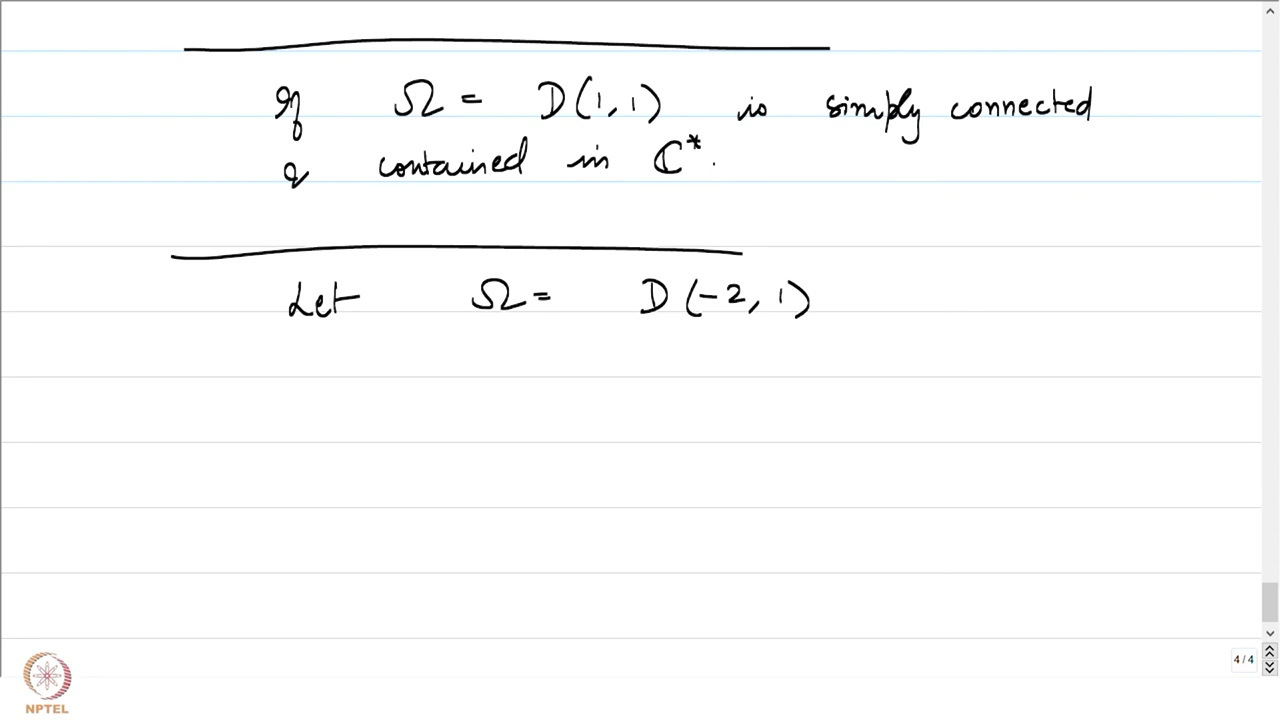 If Ω = D(1, 1) is simply connected
& contained in ℂ*.
Let Ω = D(-2, 1)
4 / 4
NPTEL